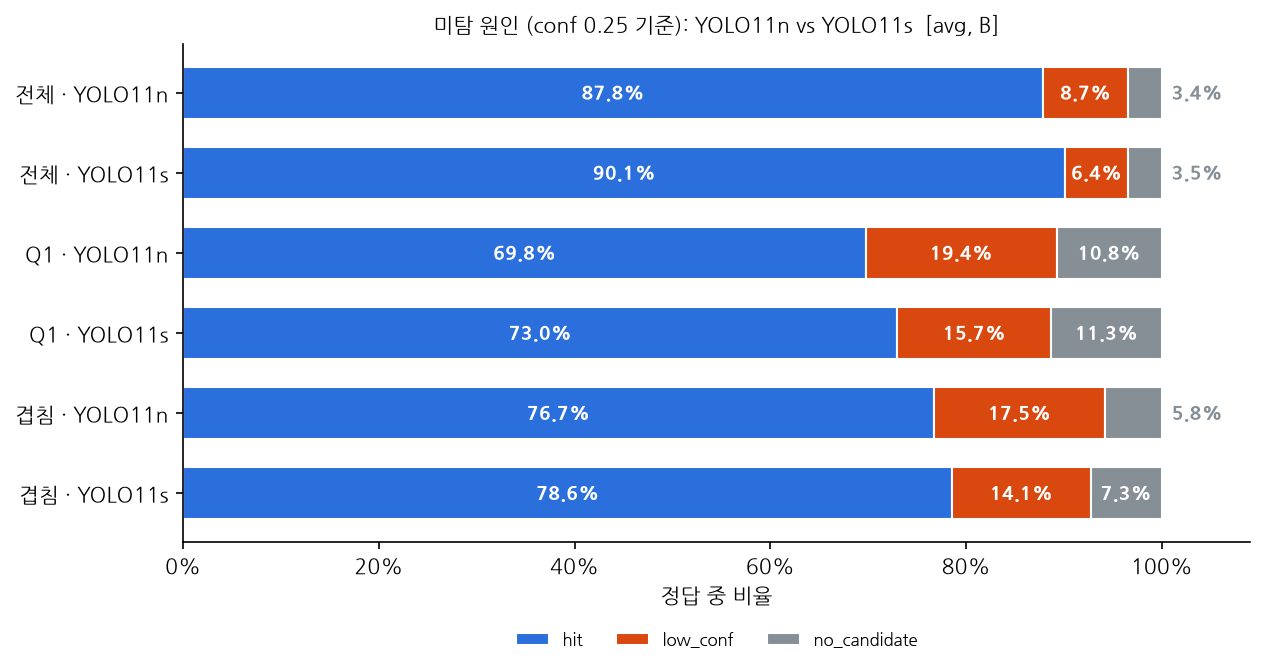 미탐 원인 (conf 0.25 기준): YOLO11n vs YOLO11s [avg, B]
전체 · YOLO11n 87.8% 8.7% 3.4%
전체 · YOLO11s 90.1% 6.4% 3.5%
Q1 · YOLO11n 69.8% 19.4% 10.8%
Q1 · YOLO11s 73.0% 15.7% 11.3%
겹침 · YOLO11n 76.7% 17.5% 5.8%
겹침 · YOLO11s 78.6% 14.1% 7.3%
0% 20% 40% 60% 80% 100%
정답 중 비율
hit low_conf no_candidate